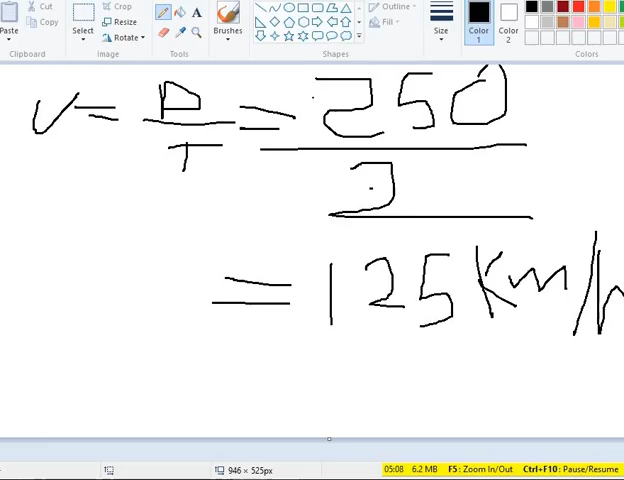 Cut
Crop
Outline
Copy
Resize
Fill
Paste
Select
Rotate
A
Brushes
Size
Color
1
Color
2
Clipboard
Image
Tools
Shapes
Colors
V = D/T = 250/2
= 125 Km/h
946 × 525px
05:08 6.2 MB F5: Zoom In/Out Ctrl+F10: Pause/Resume